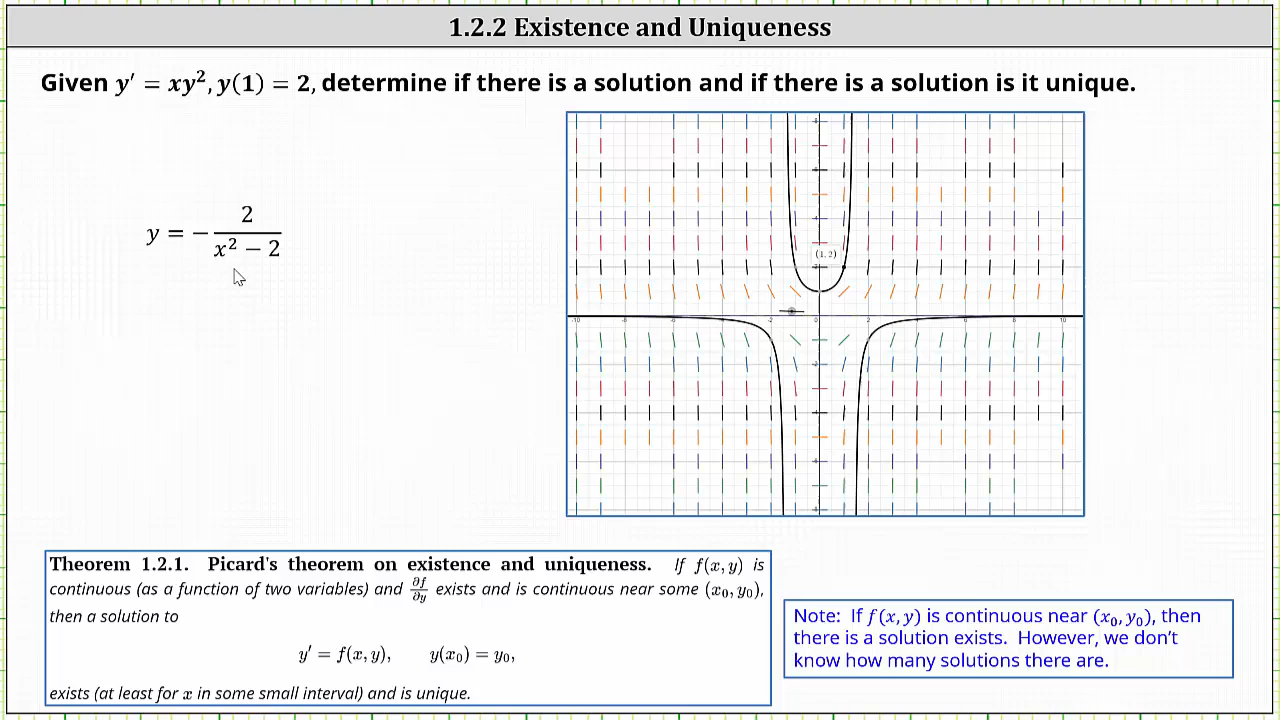 1.2.2 Existence and Uniqueness
Given y′ = xy², y(1) = 2, determine if there is a solution and if there is a solution is it unique.
y = − 2 / (x² − 2)
(1, 2)
Theorem 1.2.1. Picard's theorem on existence and uniqueness. If f(x, y) is
continuous (as a function of two variables) and ∂f/∂y exists and is continuous near some (x₀, y₀),
then a solution to
y′ = f(x, y), y(x₀) = y₀,
exists (at least for x in some small interval) and is unique.
Note: If f(x, y) is continuous near (x₀, y₀), then
there is a solution exists. However, we don't
know how many solutions there are.